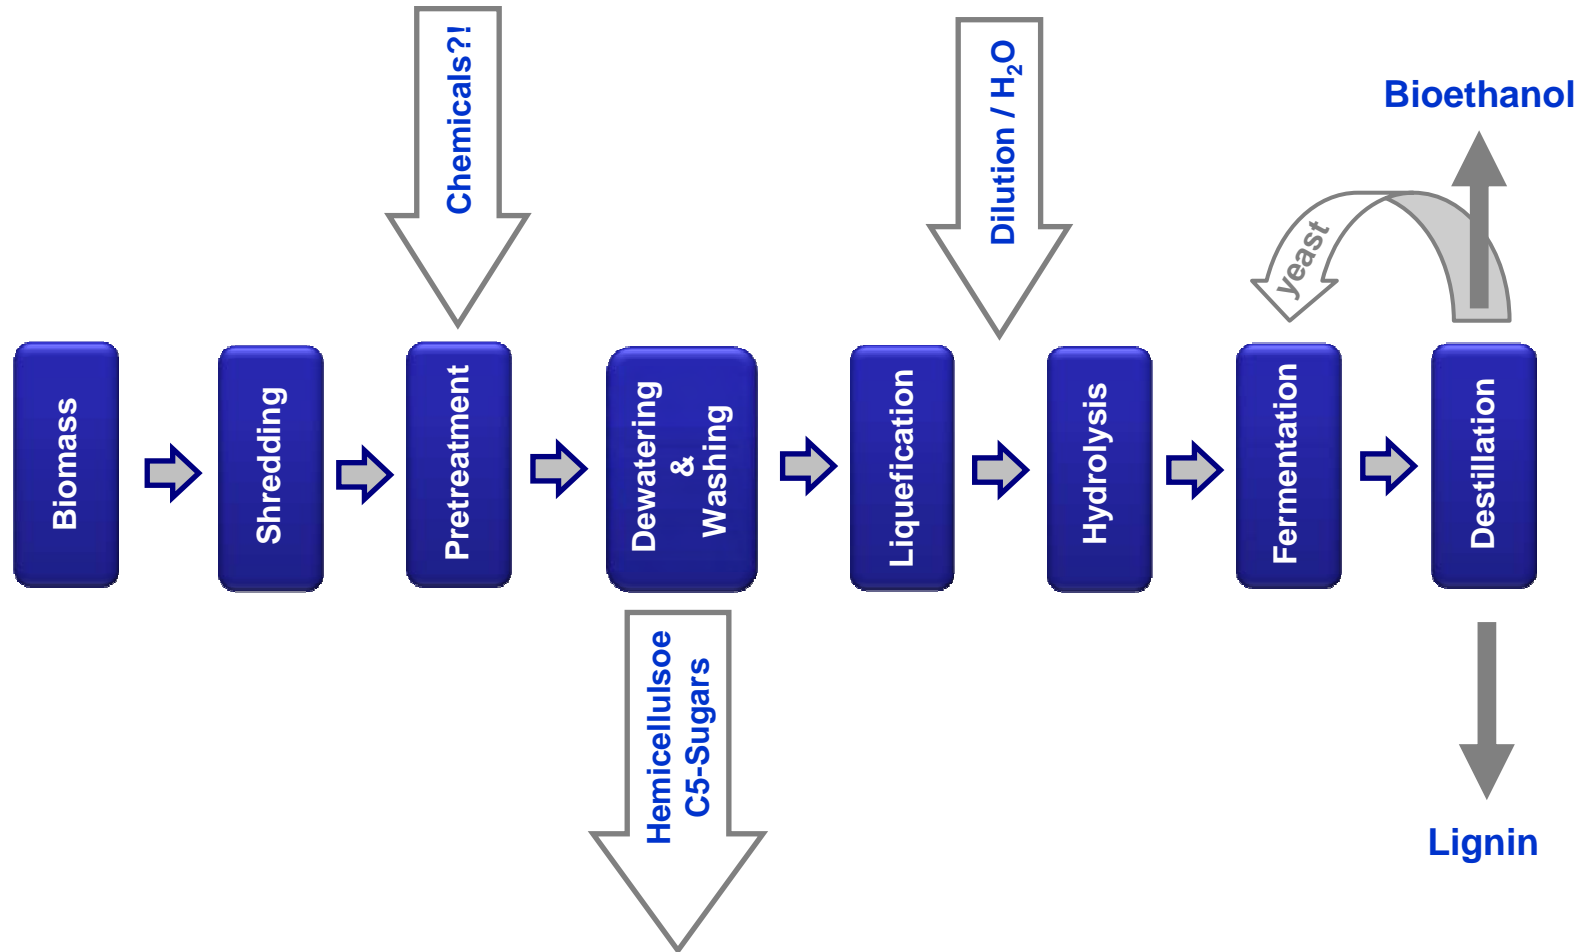 Chemicals?!
Dilution / H₂O
Bioethanol
yeast
Biomass
Shredding
Pretreatment
Dewatering
&
Washing
Liquefication
Hydrolysis
Fermentation
Destillation
Hemicellulsoe
C5-Sugars
Lignin